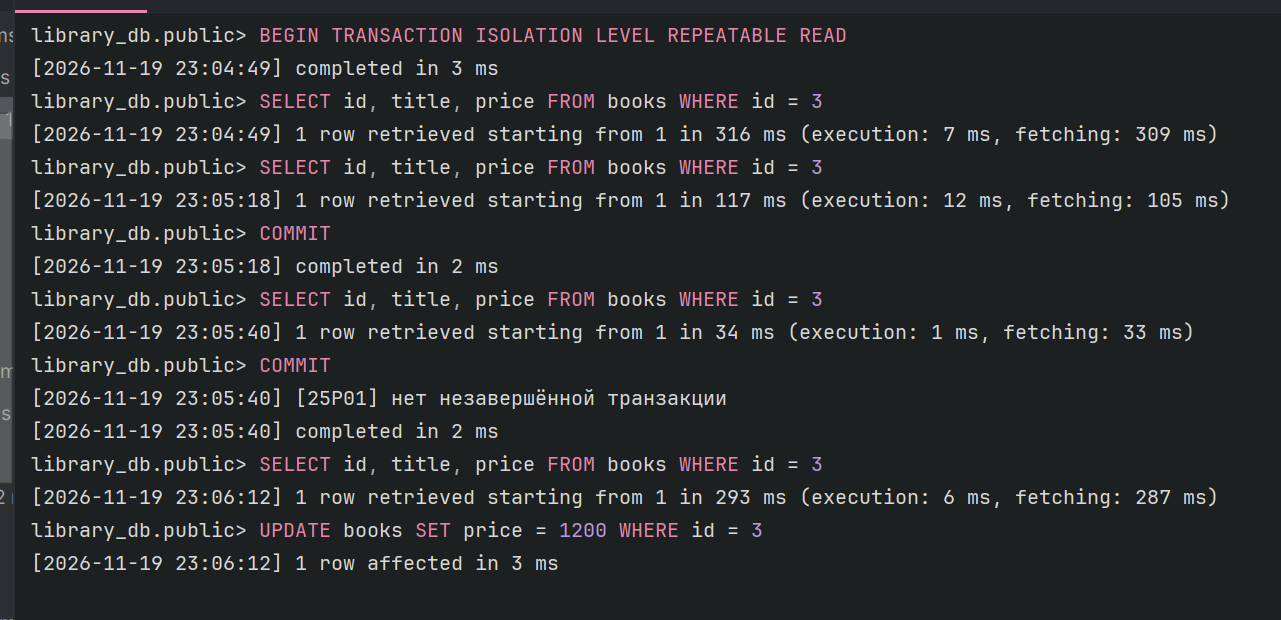 library_db.public> BEGIN TRANSACTION ISOLATION LEVEL REPEATABLE READ
[2026-11-19 23:04:49] completed in 3 ms
library_db.public> SELECT id, title, price FROM books WHERE id = 3
[2026-11-19 23:04:49] 1 row retrieved starting from 1 in 316 ms (execution: 7 ms, fetching: 309 ms)
library_db.public> SELECT id, title, price FROM books WHERE id = 3
[2026-11-19 23:05:18] 1 row retrieved starting from 1 in 117 ms (execution: 12 ms, fetching: 105 ms)
library_db.public> COMMIT
[2026-11-19 23:05:18] completed in 2 ms
library_db.public> SELECT id, title, price FROM books WHERE id = 3
[2026-11-19 23:05:40] 1 row retrieved starting from 1 in 34 ms (execution: 1 ms, fetching: 33 ms)
library_db.public> COMMIT
[2026-11-19 23:05:40] [25P01] нет незавершённой транзакции
[2026-11-19 23:05:40] completed in 2 ms
library_db.public> SELECT id, title, price FROM books WHERE id = 3
[2026-11-19 23:06:12] 1 row retrieved starting from 1 in 293 ms (execution: 6 ms, fetching: 287 ms)
library_db.public> UPDATE books SET price = 1200 WHERE id = 3
[2026-11-19 23:06:12] 1 row affected in 3 ms